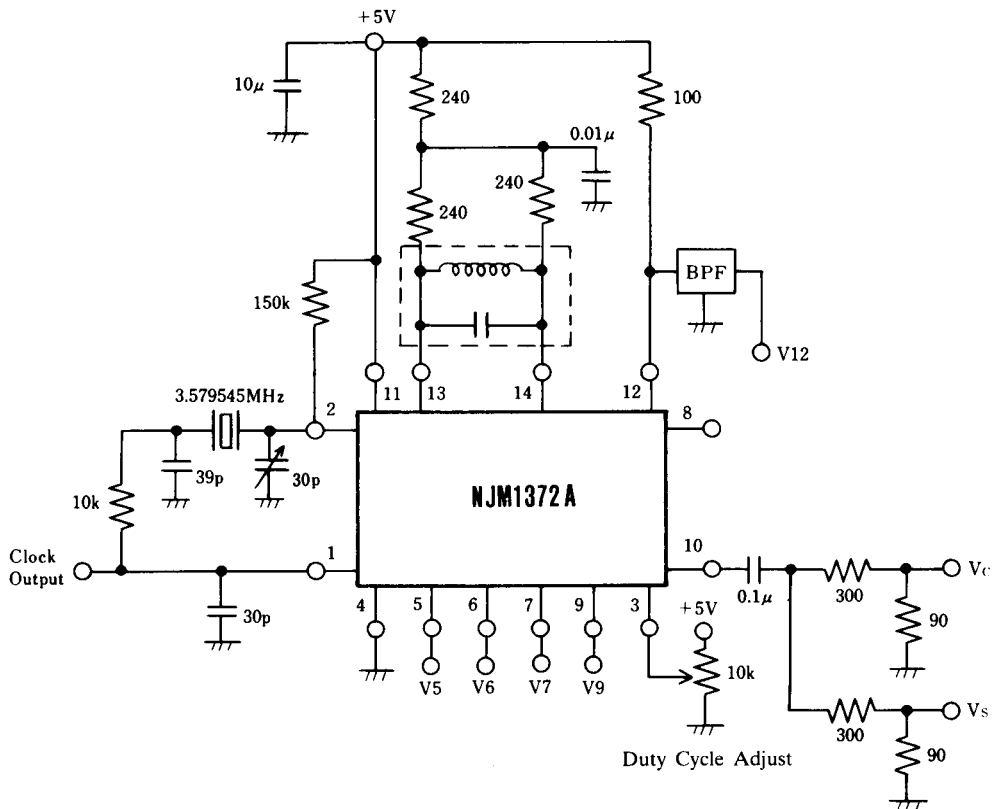 +5V
10μ
240
100
0.01μ
240
240
BPF
150k
V12
11
13
14
12
3.579545MHz
2
8
39p
30p
NJM1372A
10k
10
Clock
Output
1
0.1μ
300
VC
90
30p
4
5
6
7
9
3
+5V
10k
V5
V6
V7
V9
300
VS
90
Duty Cycle Adjust